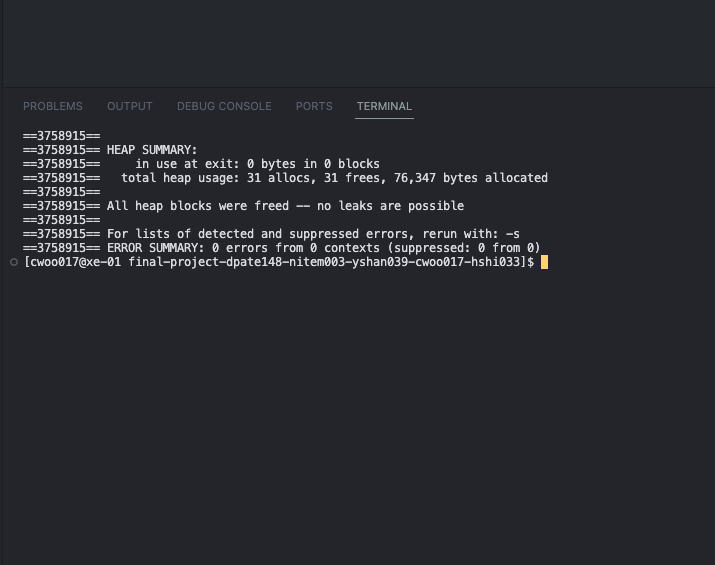 PROBLEMS OUTPUT DEBUG CONSOLE PORTS TERMINAL
==3758915==
==3758915== HEAP SUMMARY:
==3758915==     in use at exit: 0 bytes in 0 blocks
==3758915==   total heap usage: 31 allocs, 31 frees, 76,347 bytes allocated
==3758915==
==3758915== All heap blocks were freed -- no leaks are possible
==3758915==
==3758915== For lists of detected and suppressed errors, rerun with: -s
==3758915== ERROR SUMMARY: 0 errors from 0 contexts (suppressed: 0 from 0)
[cwoo017@xe-01 final-project-dpate148-nitem003-yshan039-cwoo017-hshi033]$